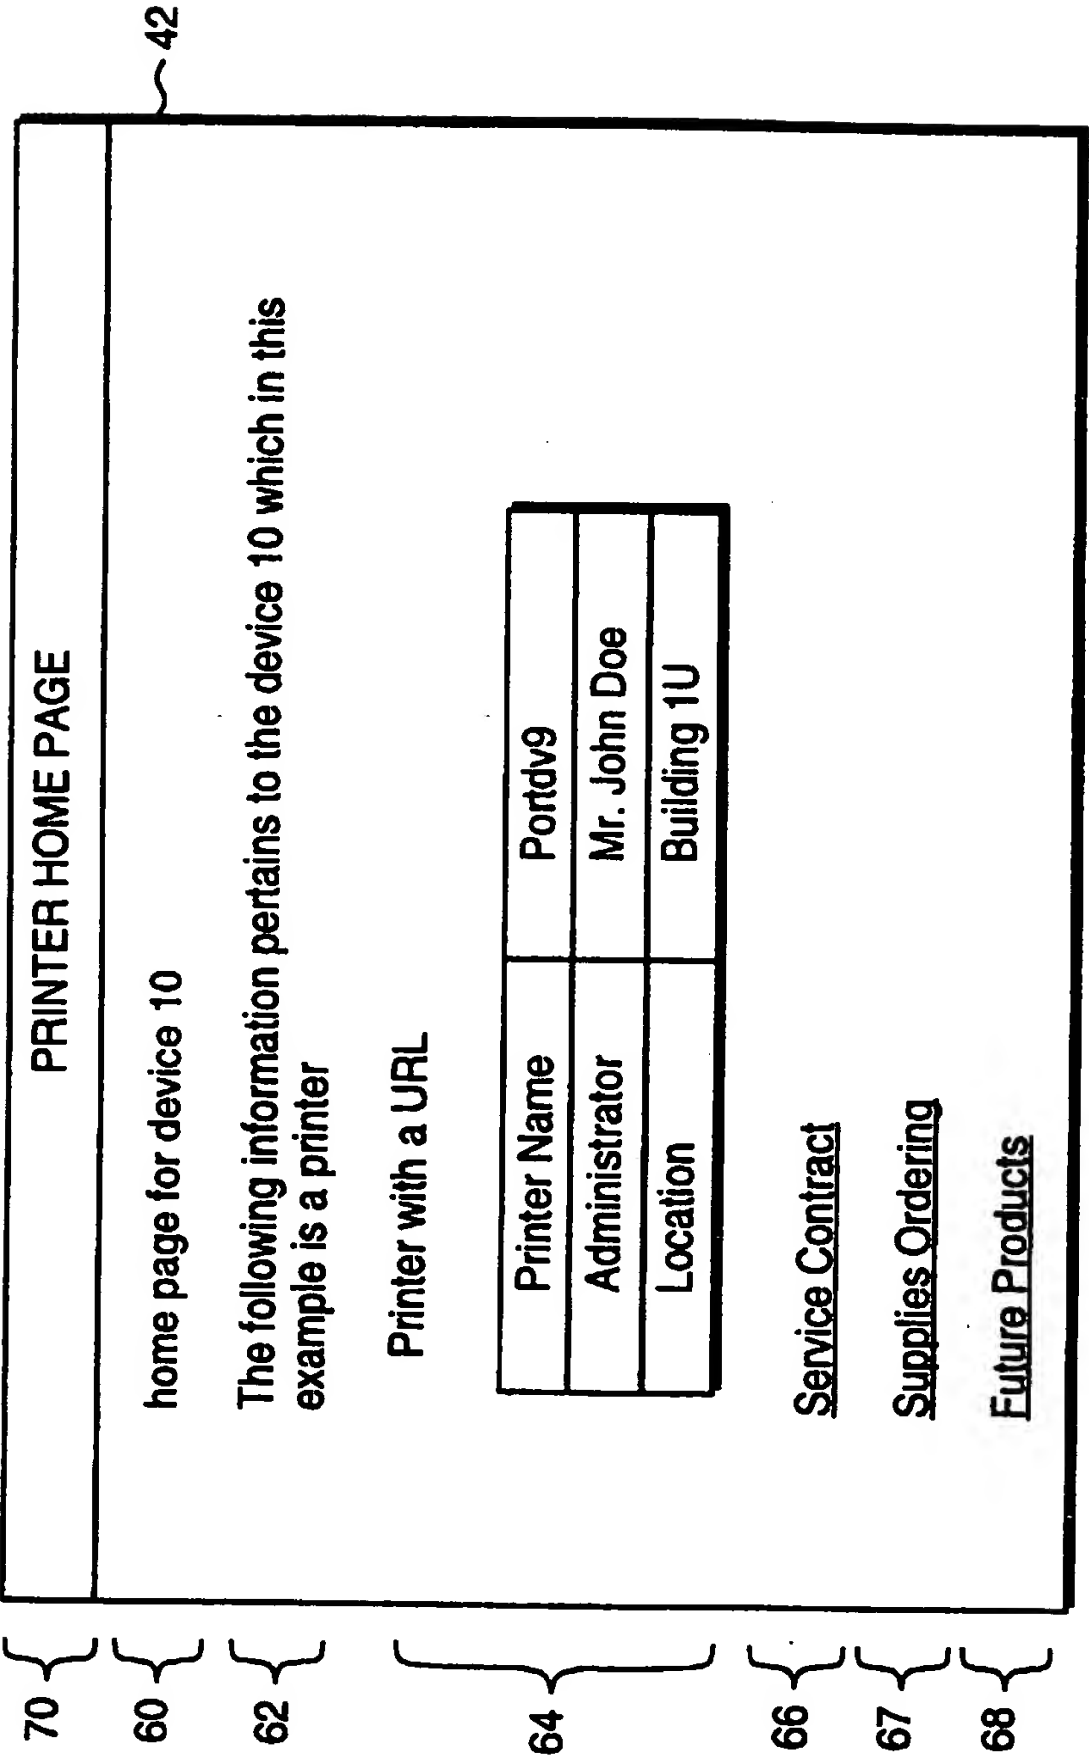 42
70 PRINTER HOME PAGE
60 home page for device 10
62 The following information pertains to the device 10 which in this
example is a printer
64 Printer with a URL
Printer Name Portdv9
Administrator Mr. John Doe
Location Building 1U
66 Service Contract
67 Supplies Ordering
68 Future Products